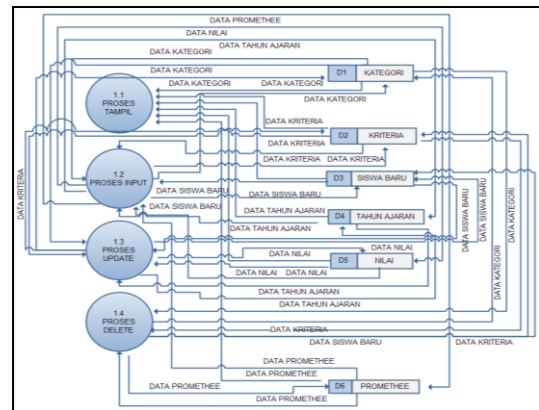 DATA PROMETHEE
DATA NILAI
DATA TAHUN AJARAN
DATA KATEGORI
DATA KATEGORI
D1 KATEGORI
DATA KATEGORI DATA KATEGORI
1.1
PROSES
TAMPIL
DATA KATEGORI
DATA KRITERIA
D2 KRITERIA
DATA KRITERIA
DATA KRITERIA DATA KRITERIA
1.2
PROSES INPUT
D3 SISWA BARU
DATA SISWA BARU
DATA SISWA BARU
DATA TAHUN AJARAN
D4 TAHUN AJARAN
DATA TAHUN AJARAN
DATA KRITERIA
DATA SISWA BARU
DATA SISWA BARU
DATA KATEGORI
1.3
PROSES
UPDATE
DATA NILAI
DATA NILAI
D5 NILAI
DATA NILAI DATA NILAI
DATA TAHUN AJARAN
1.4
PROSES
DELETE
DATA TAHUN AJARAN
DATA KRITERIA
DATA SISWA BARU
DATA KRITERIA
DATA PROMETHEE
DATA PROMETHEE
DATA PROMETHEE
D6 PROMETHEE
DATA PROMETHEE